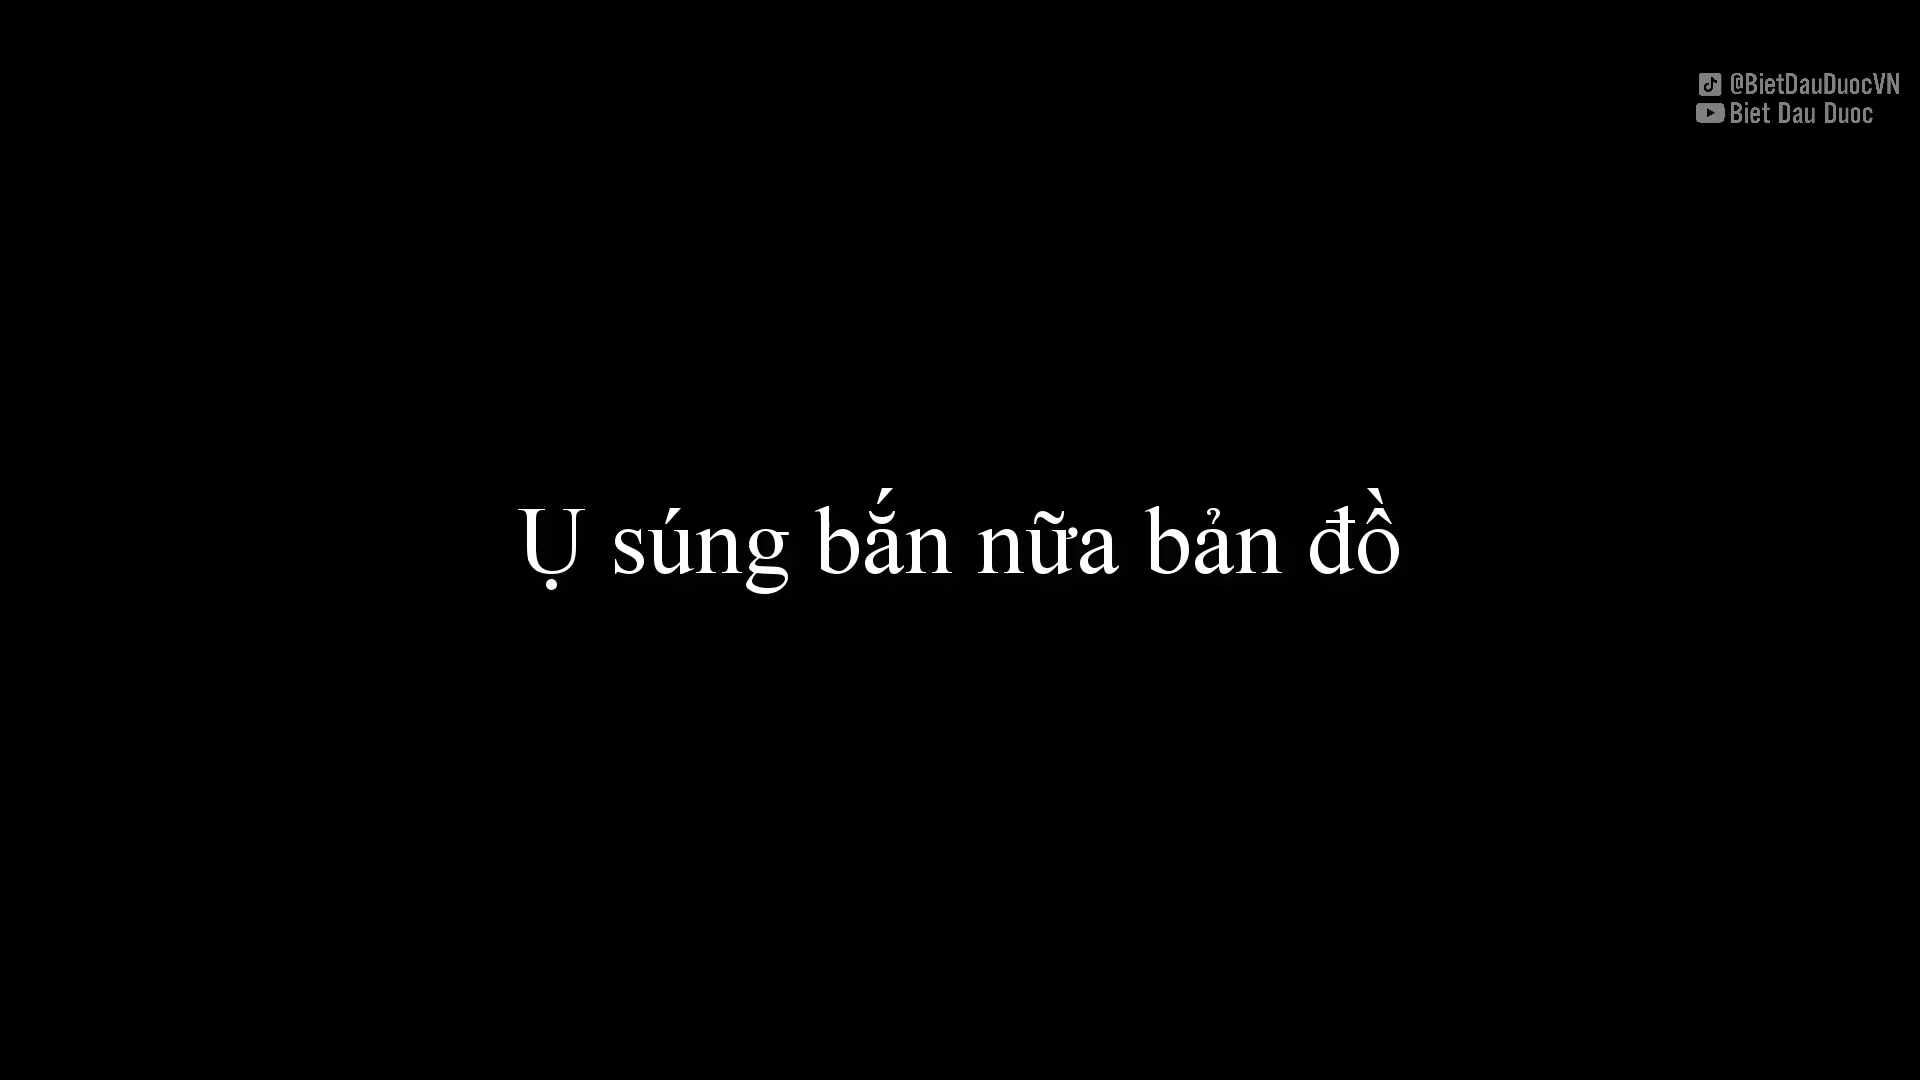 @BietDauDuocVN
Biet Dau Duoc
Ụ súng bắn nữa bản đồ